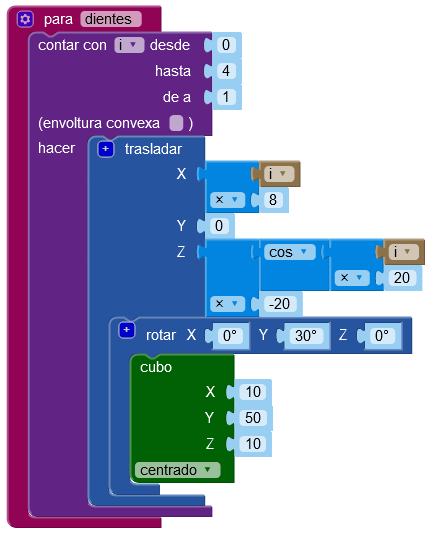 para dientes
contar con i desde 0
hasta 4
de a 1
(envoltura convexa )
hacer trasladar
X i
× 8
Y 0
Z cos i
× 20
× -20
rotar X 0° Y 30° Z 0°
cubo
X 10
Y 50
Z 10
centrado